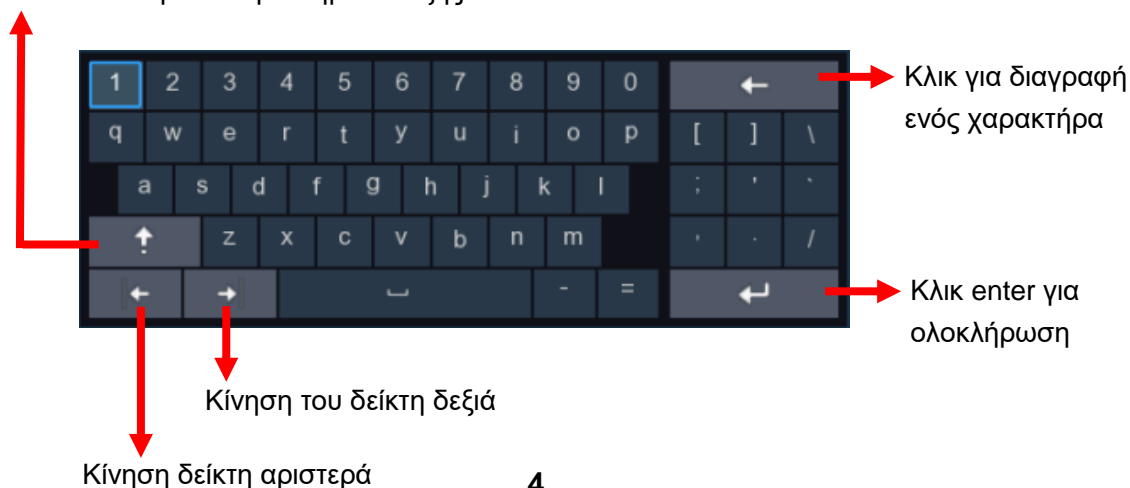 1 2 3 4 5 6 7 8 9 0
Κλικ για διαγραφή
ενός χαρακτήρα
q w e r t y u i o p [ ] \
a s d f g h j k l ; ' `
z x c v b n m , . /
- =
Κλικ enter για
ολοκλήρωση
Κίνηση του δείκτη δεξιά
Κίνηση δείκτη αριστερά
4